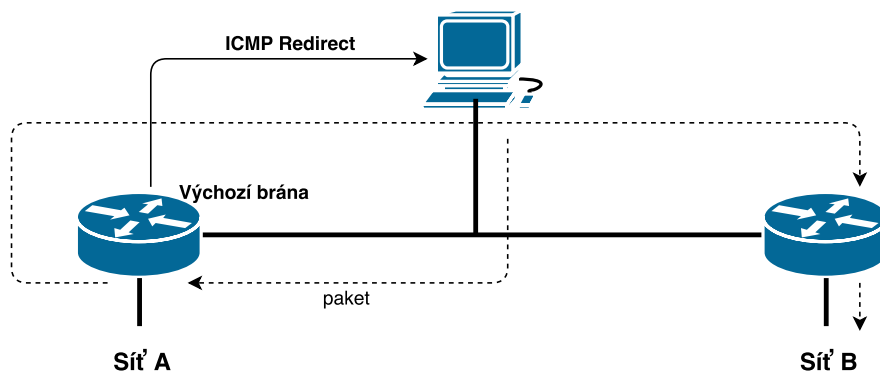 ICMP Redirect
Výchozí brána
paket
Síť A
Síť B